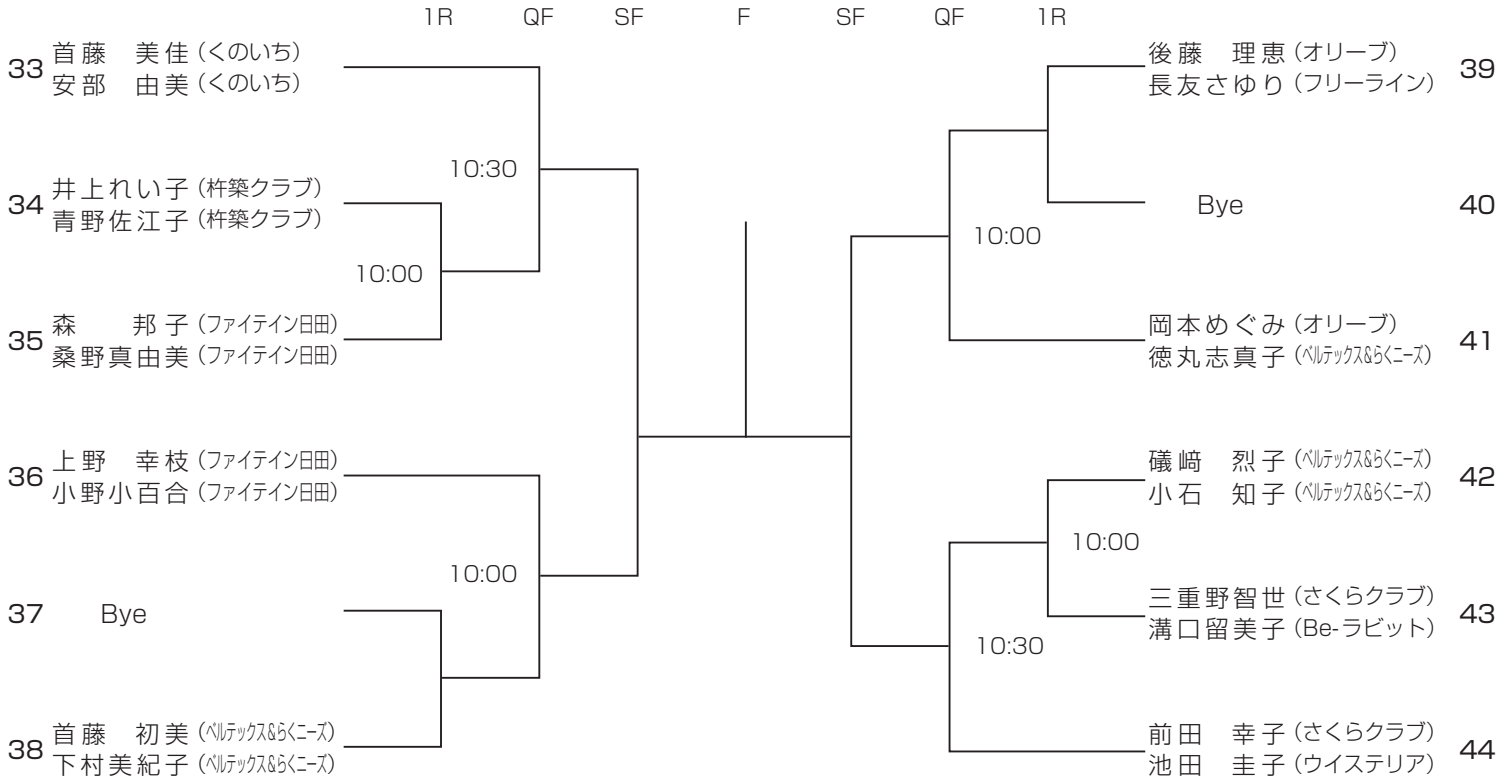 1R QF SF F SF QF 1R
33
首藤　美佳（くのいち）
安部　由美（くのいち）
10:30
34
井上れい子（杵築クラブ）
青野佐江子（杵築クラブ）
10:00
35
森　　邦子（ファイテイン日田）
桑野真由美（ファイテイン日田）
36
上野　幸枝（ファイテイン日田）
小野小百合（ファイテイン日田）
10:00
37 Bye
38
首藤　初美（ベルテックス&らくニーズ）
下村美紀子（ベルテックス&らくニーズ）
後藤　理恵（オリーブ）
長友さゆり（フリーライン）
39
Bye 40
10:00
岡本めぐみ（オリーブ）
徳丸志真子（ベルテックス&らくニーズ）
41
礒﨑　烈子（ベルテックス&らくニーズ）
小石　知子（ベルテックス&らくニーズ）
42
10:00
三重野智世（さくらクラブ）
溝口留美子（Be-ラビット）
43
10:30
前田　幸子（さくらクラブ）
池田　圭子（ウイステリア）
44